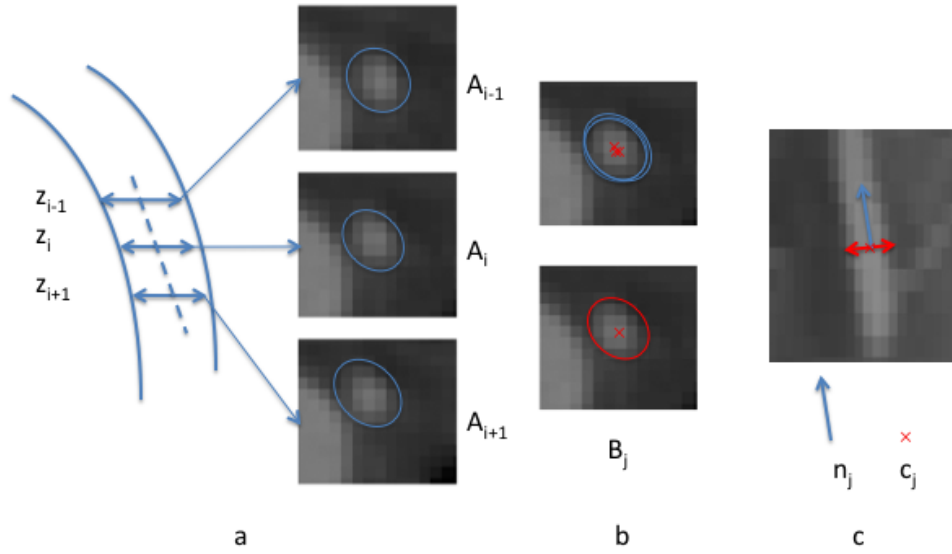 z_{i-1}
z_i
z_{i+1}
A_{i-1}
A_i
A_{i+1}
B_j
n_j
c_j
a
b
c